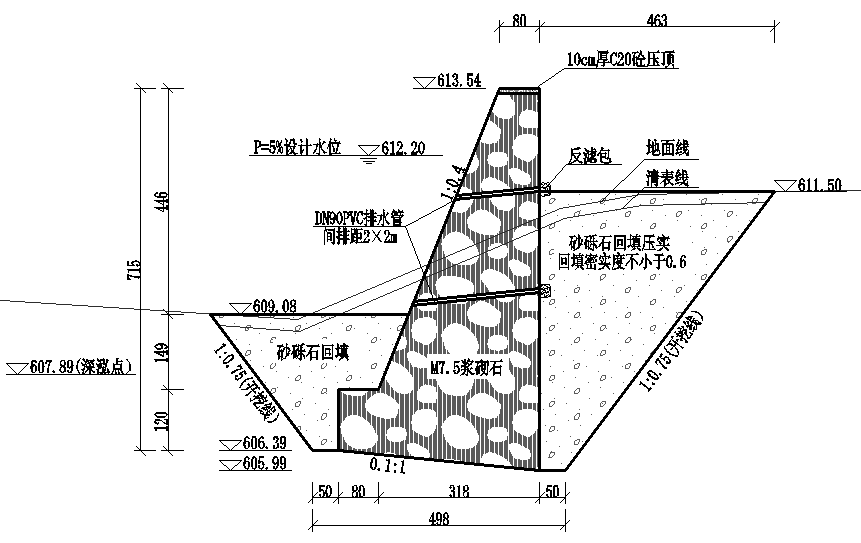 80
463
10cm厚C20砼压顶
613.54
P=5%设计水位
612.20
反滤包
地面线
清表线
611.50
1:0.4
446
DN90PVC排水管
间排距2×2m
砂砾石回填压实
回填密实度不小于0.6
715
609.08
砂砾石回填
149
M7.5浆砌石
607.89(深泓点)
1:0.75(开挖线)
1:0.75(开挖线)
120
606.39
605.99
0.1:1
50
80
318
50
498